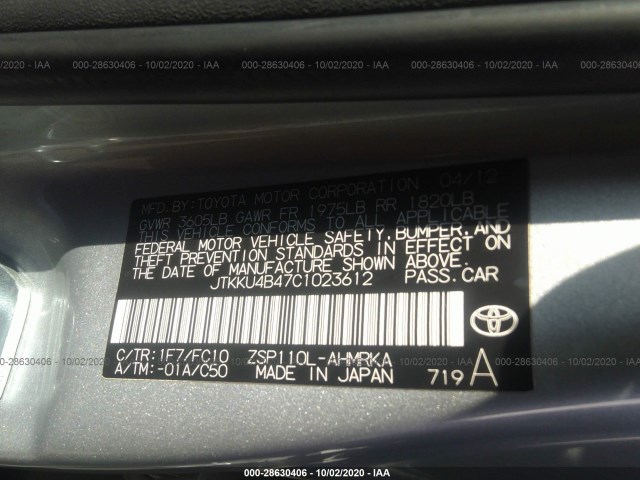 000-28630406 - 10/02/2020 - IAA
MFD.BY:TOYOTA MOTOR CORPORATION 04/12
GVWR 3605LB GAWR FR 1975LB RR 1820LB
THIS VEHICLE CONFORMS TO ALL APPLICABLE
FEDERAL MOTOR VEHICLE SAFETY, BUMPER, AND
THEFT PREVENTION STANDARDS IN EFFECT ON
THE DATE OF MANUFACTURE SHOWN ABOVE.
JTKKU4B47C1023612 PASS.CAR
C/TR:1F7/FC10 ZSP110L-AHMRKA
A/TM:-01A/C50 MADE IN JAPAN 719 A
TOYOTA
000-28630406 - 10/02/2020 - IAA